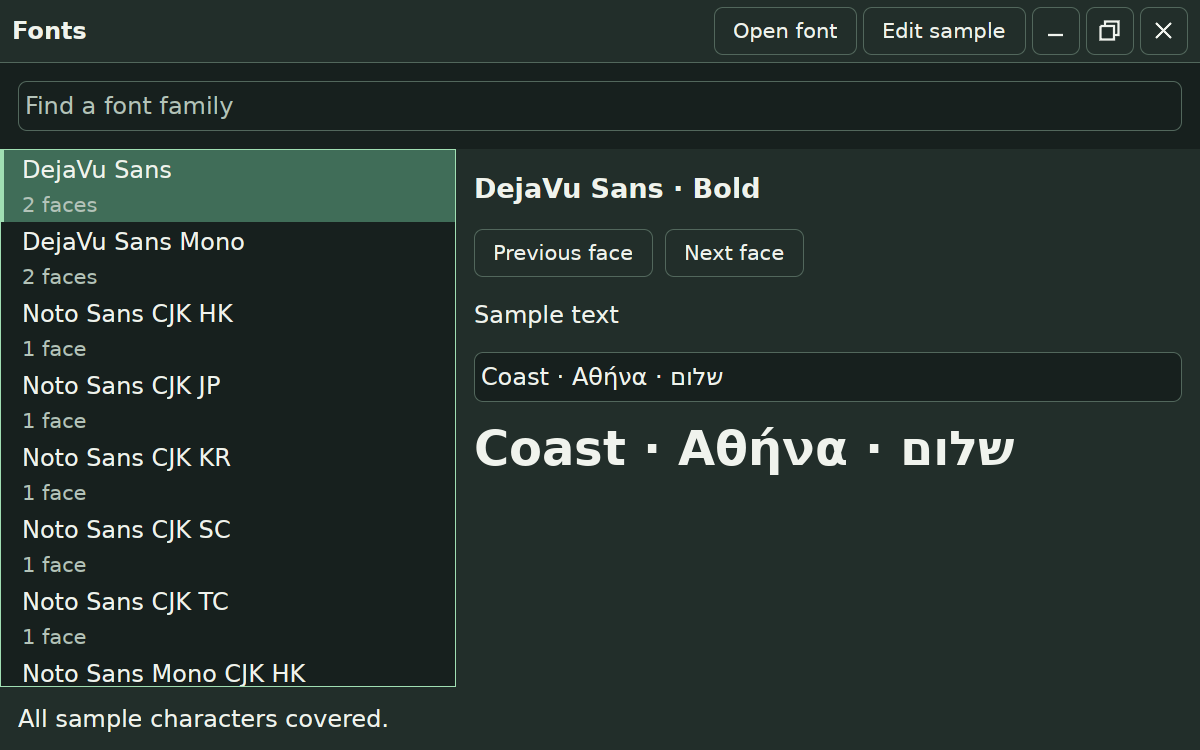 Fonts
Open font
Edit sample
Find a font family
DejaVu Sans
2 faces
DejaVu Sans Mono
2 faces
Noto Sans CJK HK
1 face
Noto Sans CJK JP
1 face
Noto Sans CJK KR
1 face
Noto Sans CJK SC
1 face
Noto Sans CJK TC
1 face
Noto Sans Mono CJK HK
DejaVu Sans · Bold
Previous face
Next face
Sample text
Coast · Αθήνα · שלום
Coast · Αθήνα · שלום
All sample characters covered.